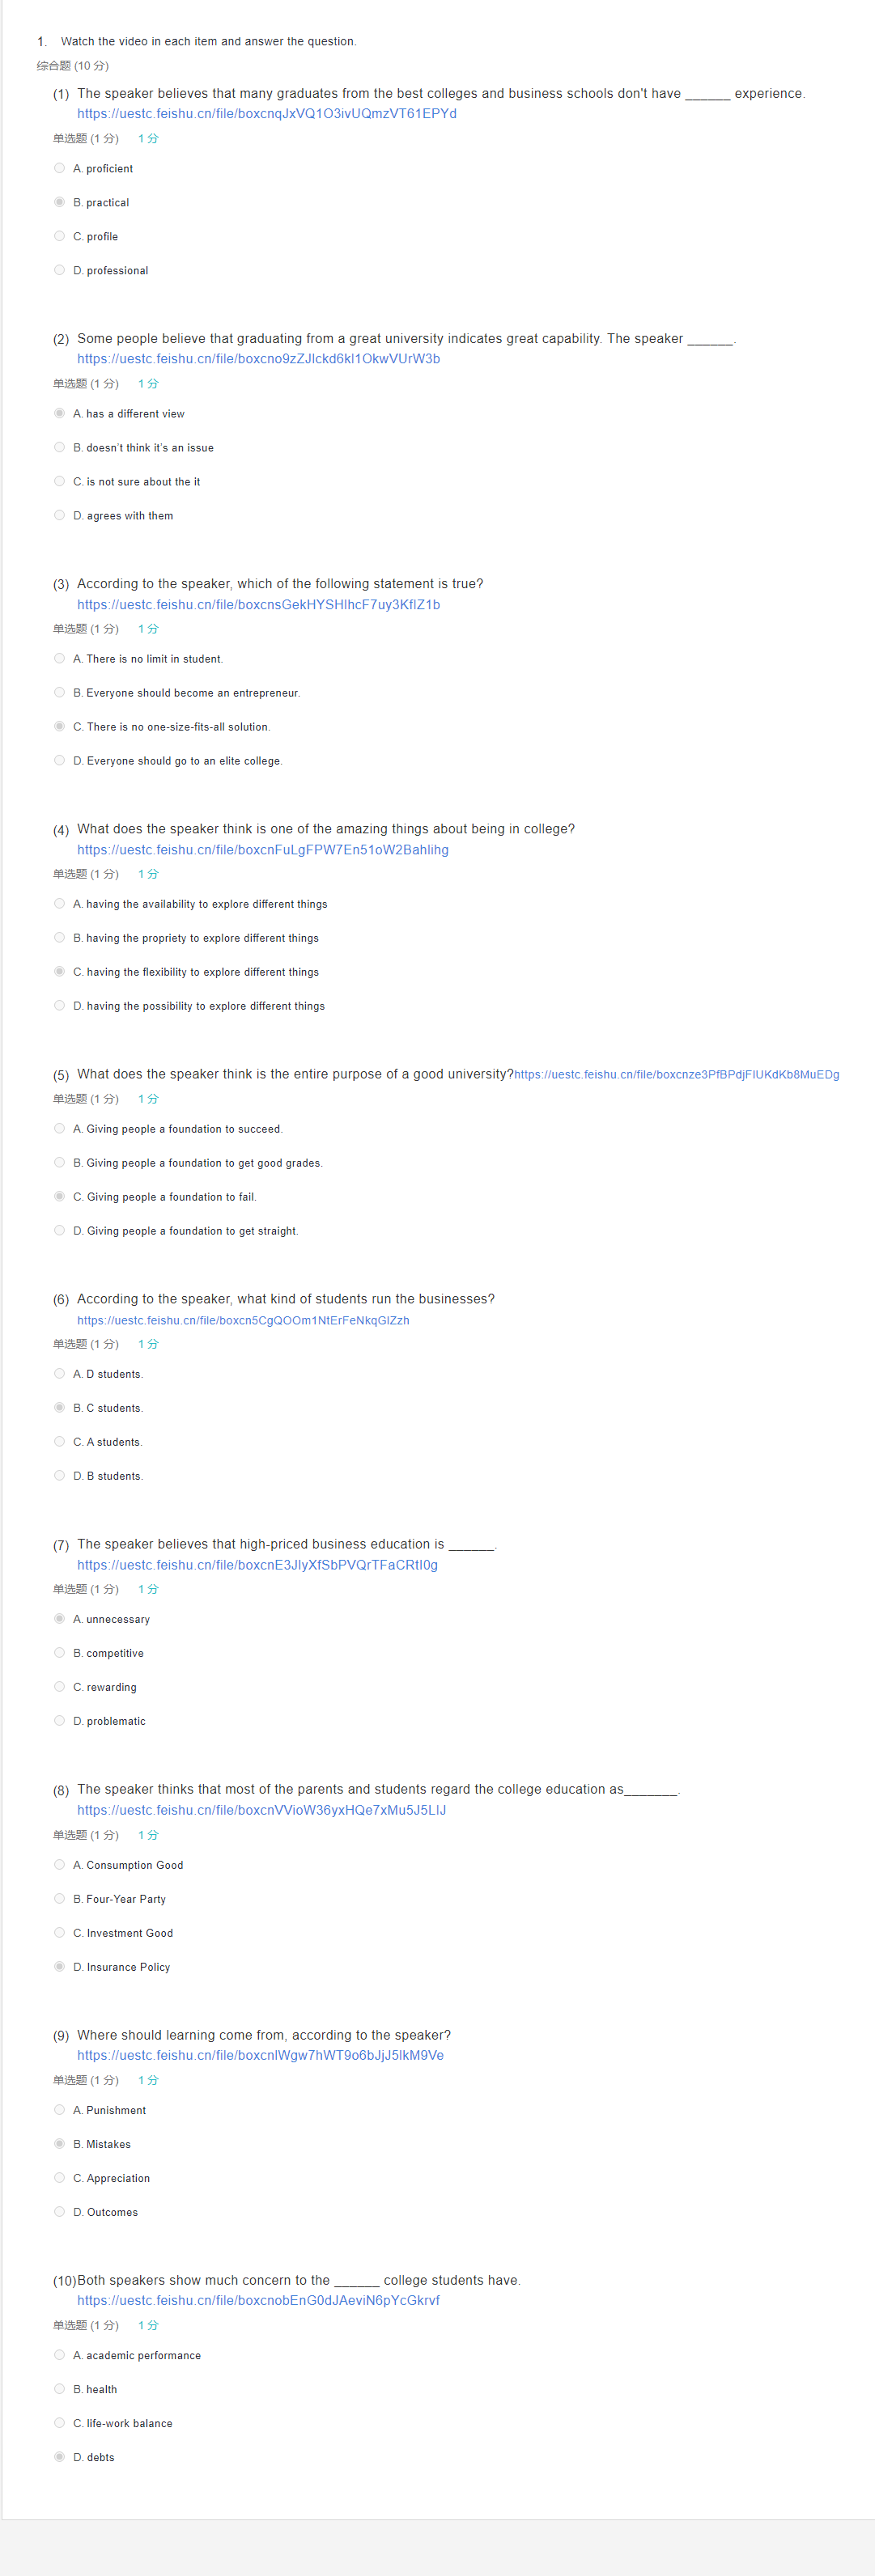 1. Watch the video in each item and answer the question.
综合题 (10 分)
(1) The speaker believes that many graduates from the best colleges and business schools don't have ______ experience.
https://uestc.feishu.cn/file/boxcnqJxVQ1O3ivUQmzVT61EPYd
单选题 (1 分) 1 分
A. proficient
B. practical
C. profile
D. professional
(2) Some people believe that graduating from a great university indicates great capability. The speaker ______.
https://uestc.feishu.cn/file/boxcno9zZJlckd6kl1OkwVUrW3b
单选题 (1 分) 1 分
A. has a different view
B. doesn't think it's an issue
C. is not sure about the it
D. agrees with them
(3) According to the speaker, which of the following statement is true?
https://uestc.feishu.cn/file/boxcnsGekHYSHlhcF7uy3KflZ1b
单选题 (1 分) 1 分
A. There is no limit in student.
B. Everyone should become an entrepreneur.
C. There is no one-size-fits-all solution.
D. Everyone should go to an elite college.
(4) What does the speaker think is one of the amazing things about being in college?
https://uestc.feishu.cn/file/boxcnFuLgFPW7En51oW2Bahlihg
单选题 (1 分) 1 分
A. having the availability to explore different things
B. having the propriety to explore different things
C. having the flexibility to explore different things
D. having the possibility to explore different things
(5) What does the speaker think is the entire purpose of a good university?https://uestc.feishu.cn/file/boxcnze3PfBPdjFIUKdKb8MuEDg
单选题 (1 分) 1 分
A. Giving people a foundation to succeed.
B. Giving people a foundation to get good grades.
C. Giving people a foundation to fail.
D. Giving people a foundation to get straight.
(6) According to the speaker, what kind of students run the businesses?
https://uestc.feishu.cn/file/boxcn5CgQOOm1NtErFeNkqGlZzh
单选题 (1 分) 1 分
A. D students.
B. C students.
C. A students.
D. B students.
(7) The speaker believes that high-priced business education is ______.
https://uestc.feishu.cn/file/boxcnE3JlyXfSbPVQrTFaCRtI0g
单选题 (1 分) 1 分
A. unnecessary
B. competitive
C. rewarding
D. problematic
(8) The speaker thinks that most of the parents and students regard the college education as_______.
https://uestc.feishu.cn/file/boxcnVVioW36yxHQe7xMu5J5LIJ
单选题 (1 分) 1 分
A. Consumption Good
B. Four-Year Party
C. Investment Good
D. Insurance Policy
(9) Where should learning come from, according to the speaker?
https://uestc.feishu.cn/file/boxcnlWgw7hWT9o6bJjJ5lkM9Ve
单选题 (1 分) 1 分
A. Punishment
B. Mistakes
C. Appreciation
D. Outcomes
(10)Both speakers show much concern to the ______ college students have.
https://uestc.feishu.cn/file/boxcnobEnG0dJAeviN6pYcGkrvf
单选题 (1 分) 1 分
A. academic performance
B. health
C. life-work balance
D. debts